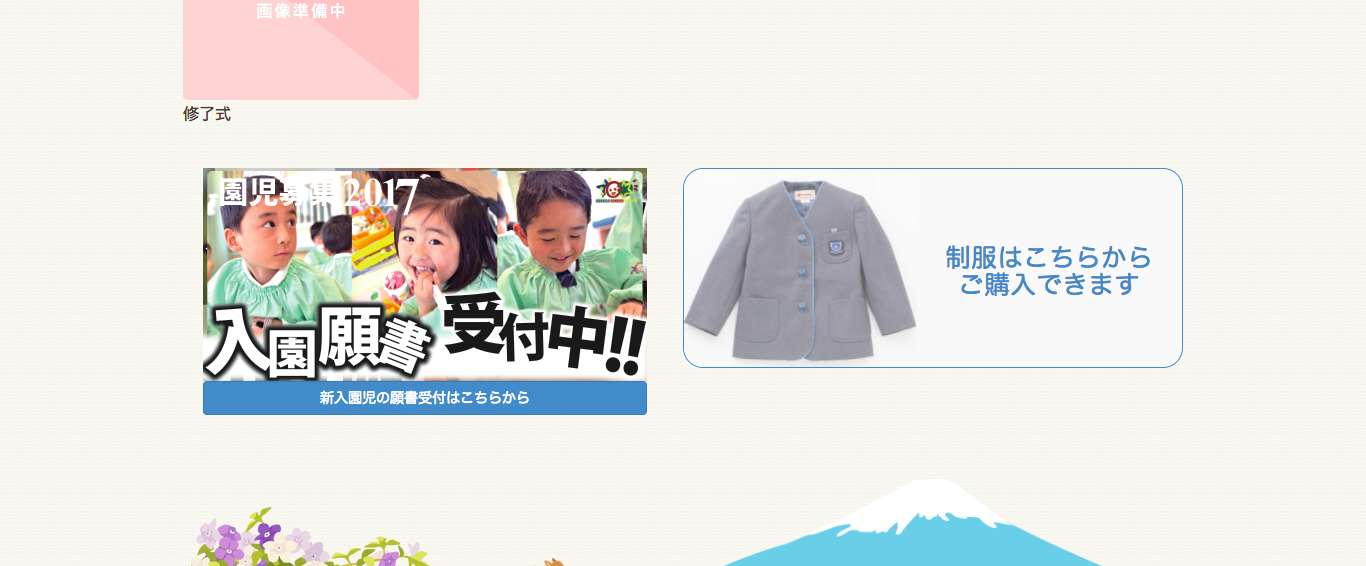 画像準備中
修了式
園児募集2017
入園願書受付中!!
新入園児の願書受付はこちらから
制服はこちらから
ご購入できます